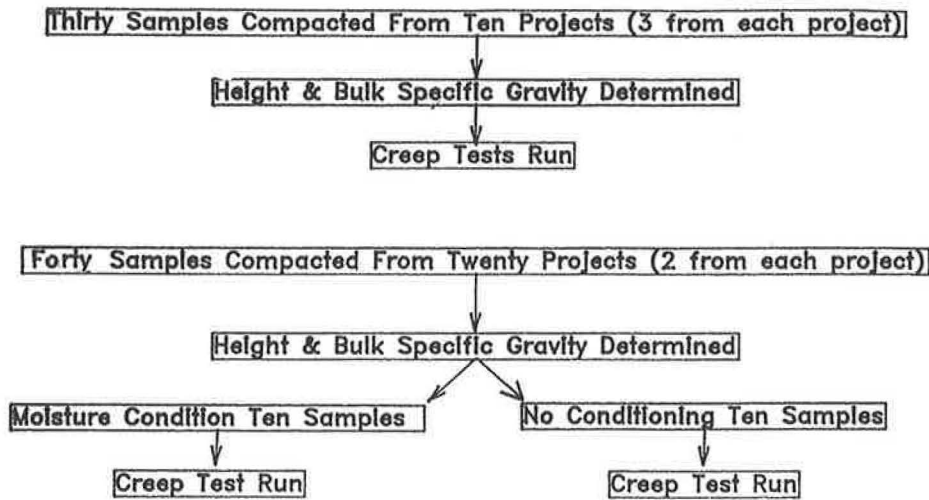 Thirty Samples Compacted From Ten Projects (3 from each project)
Height & Bulk Specific Gravity Determined
Creep Tests Run
Forty Samples Compacted From Twenty Projects (2 from each project)
Height & Bulk Specific Gravity Determined
Moisture Condition Ten Samples
No Conditioning Ten Samples
Creep Test Run
Creep Test Run